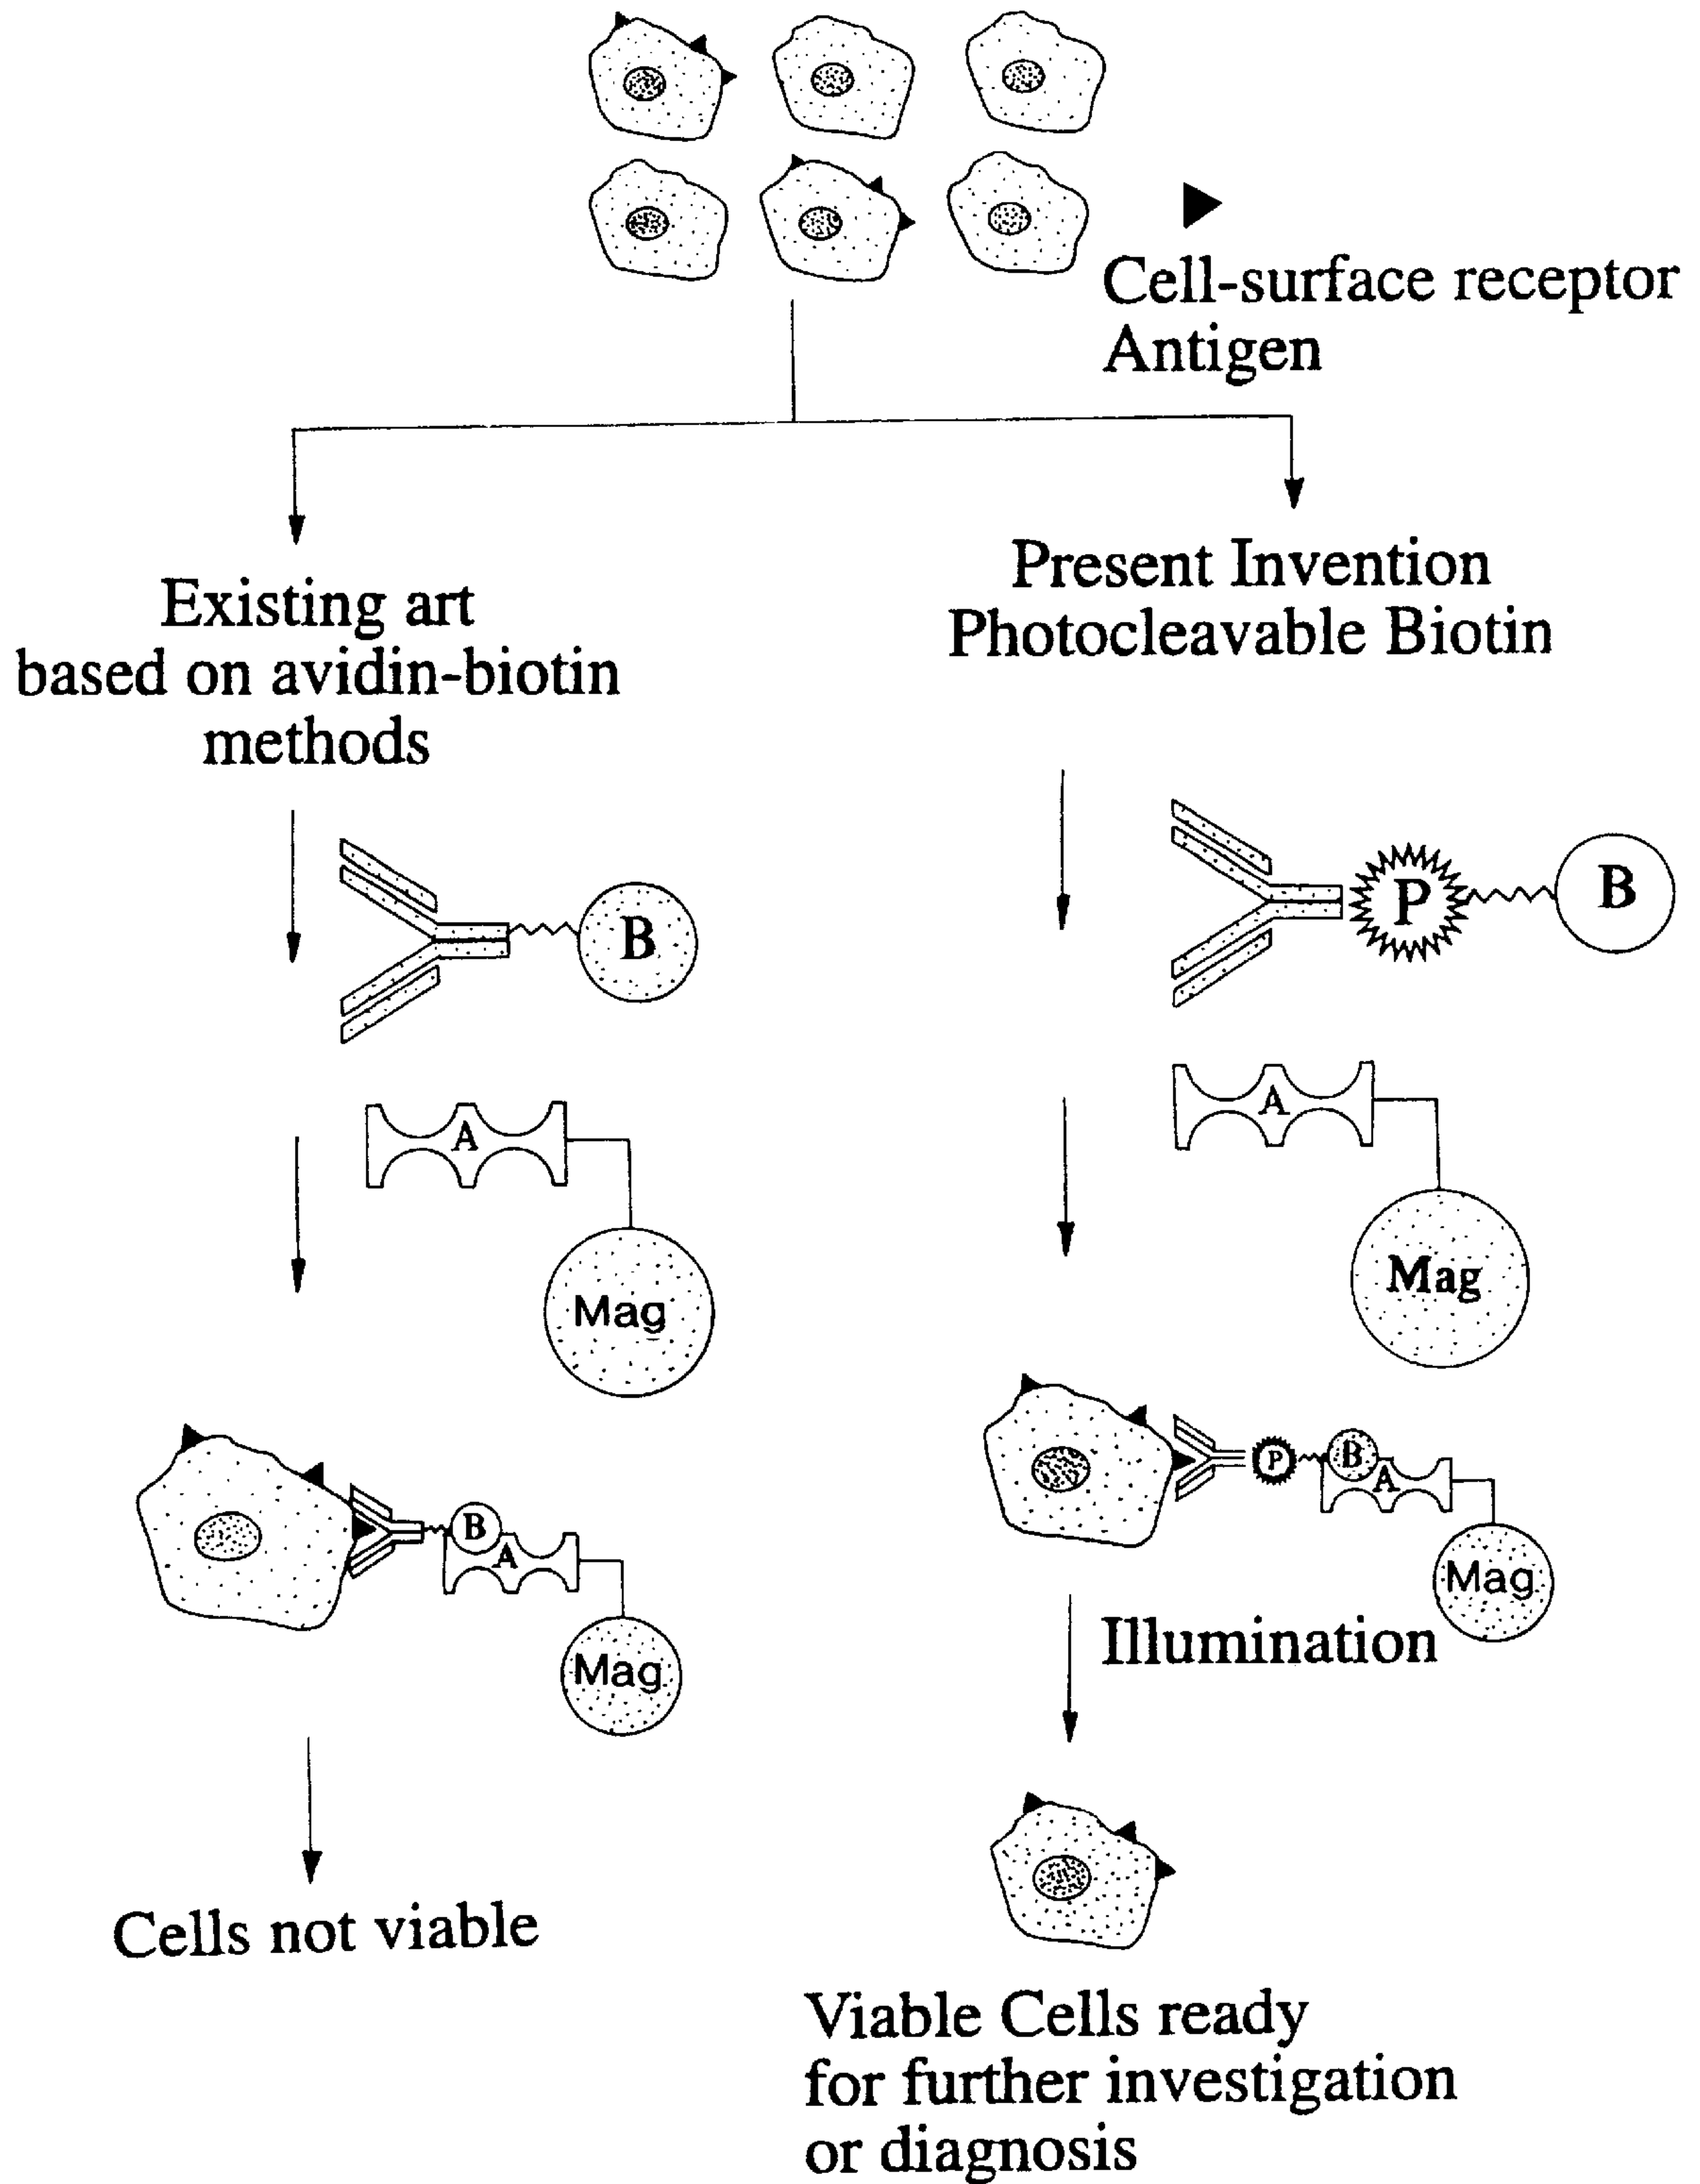 Cell-surface receptor
Antigen
Existing art
based on avidin-biotin
methods
Present Invention
Photocleavable Biotin
B
P
B
A
Mag
A
Mag
B
A
Mag
P
B
A
Mag
Illumination
Cells not viable
Viable Cells ready
for further investigation
or diagnosis